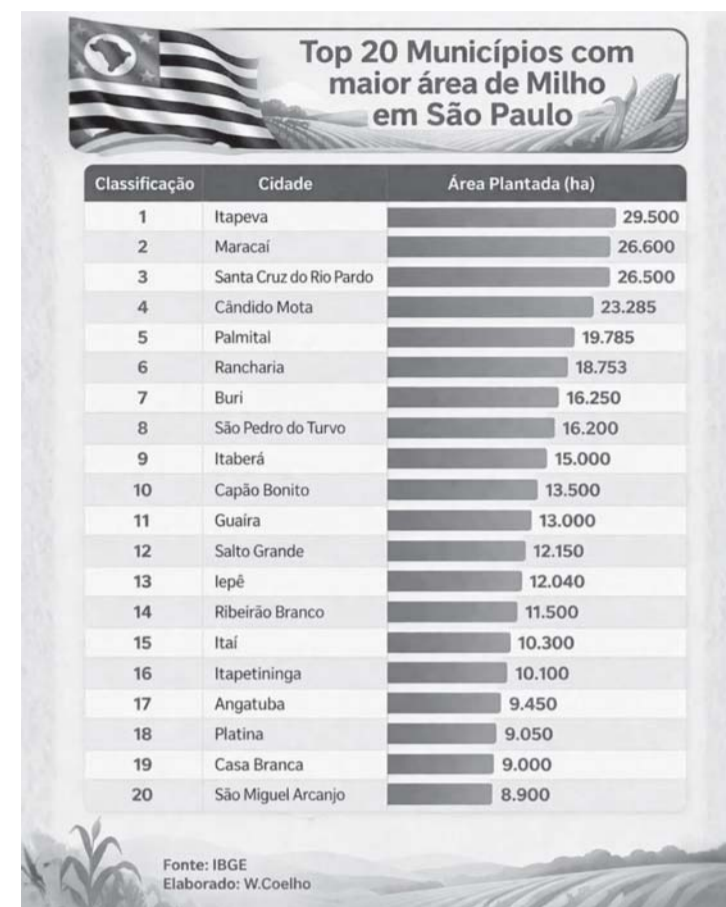 Top 20 Municípios com
maior área de Milho
em São Paulo
Classificação Cidade Área Plantada (ha)
1 Itapeva 29.500
2 Maracaí 26.600
3 Santa Cruz do Rio Pardo 26.500
4 Cândido Mota 23.285
5 Palmital 19.785
6 Rancharia 18.753
7 Buri 16.250
8 São Pedro do Turvo 16.200
9 Itaberá 15.000
10 Capão Bonito 13.500
11 Guaíra 13.000
12 Salto Grande 12.150
13 Iepê 12.040
14 Ribeirão Branco 11.500
15 Itaí 10.300
16 Itapetininga 10.100
17 Angatuba 9.450
18 Platina 9.050
19 Casa Branca 9.000
20 São Miguel Arcanjo 8.900
Fonte: IBGE
Elaborado: W.Coelho